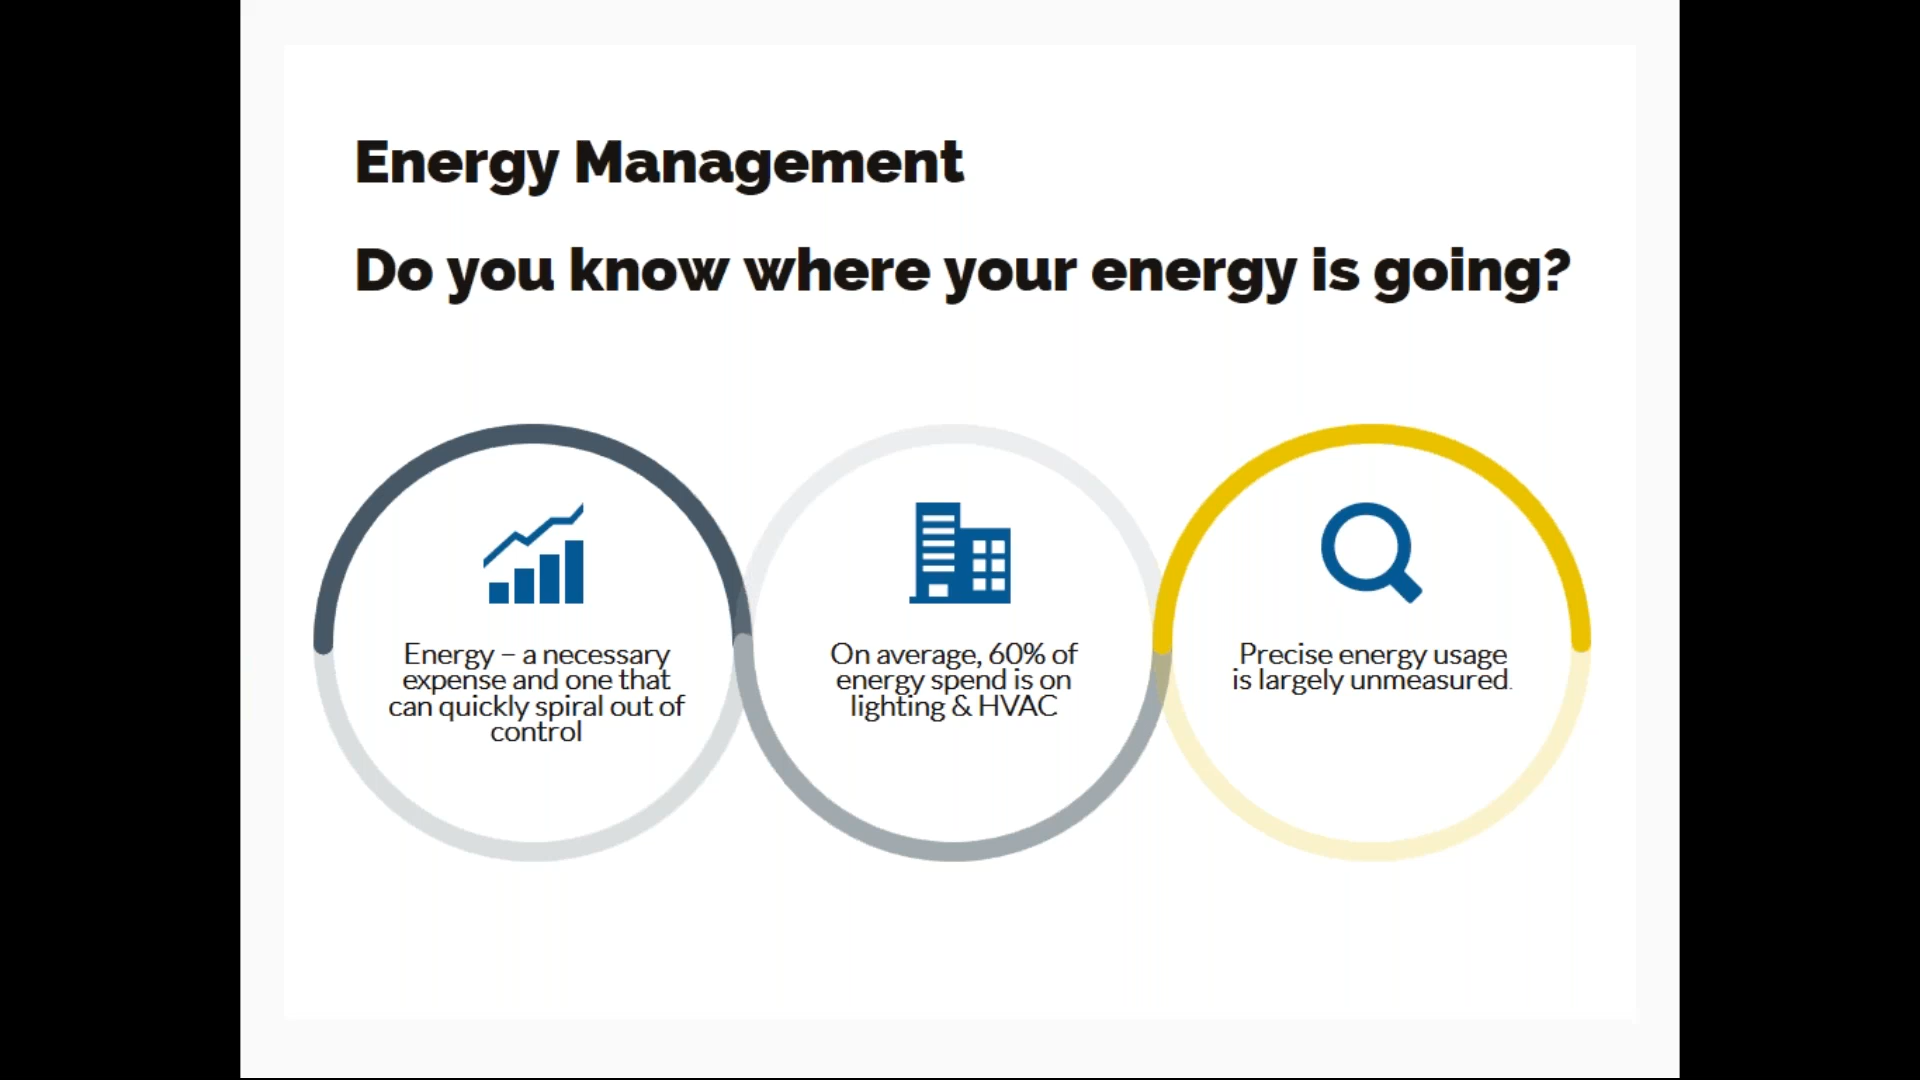 Energy Management
Do you know where your energy is going?
Energy – a necessary
expense and one that
can quickly spiral out of
control
On average, 60% of
energy spend is on
lighting & HVAC
Precise energy usage
is largely unmeasured.